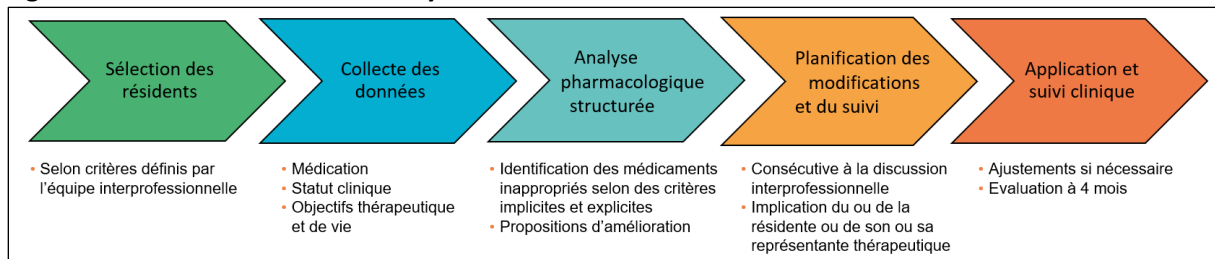 Sélection des
résidents
Collecte des
données
Analyse
pharmacologique
structurée
Planification des
modifications
et du suivi
Application et
suivi clinique
• Selon critères définis par
l'équipe interprofessionnelle
• Médication
• Statut clinique
• Objectifs thérapeutique
et de vie
• Identification des médicaments
inappropriés selon des critères
implicites et explicites
• Propositions d'amélioration
• Consécutive à la discussion
interprofessionnelle
• Implication du ou de la
résidente ou de son ou sa
représentante thérapeutique
• Ajustements si nécessaire
• Evaluation à 4 mois